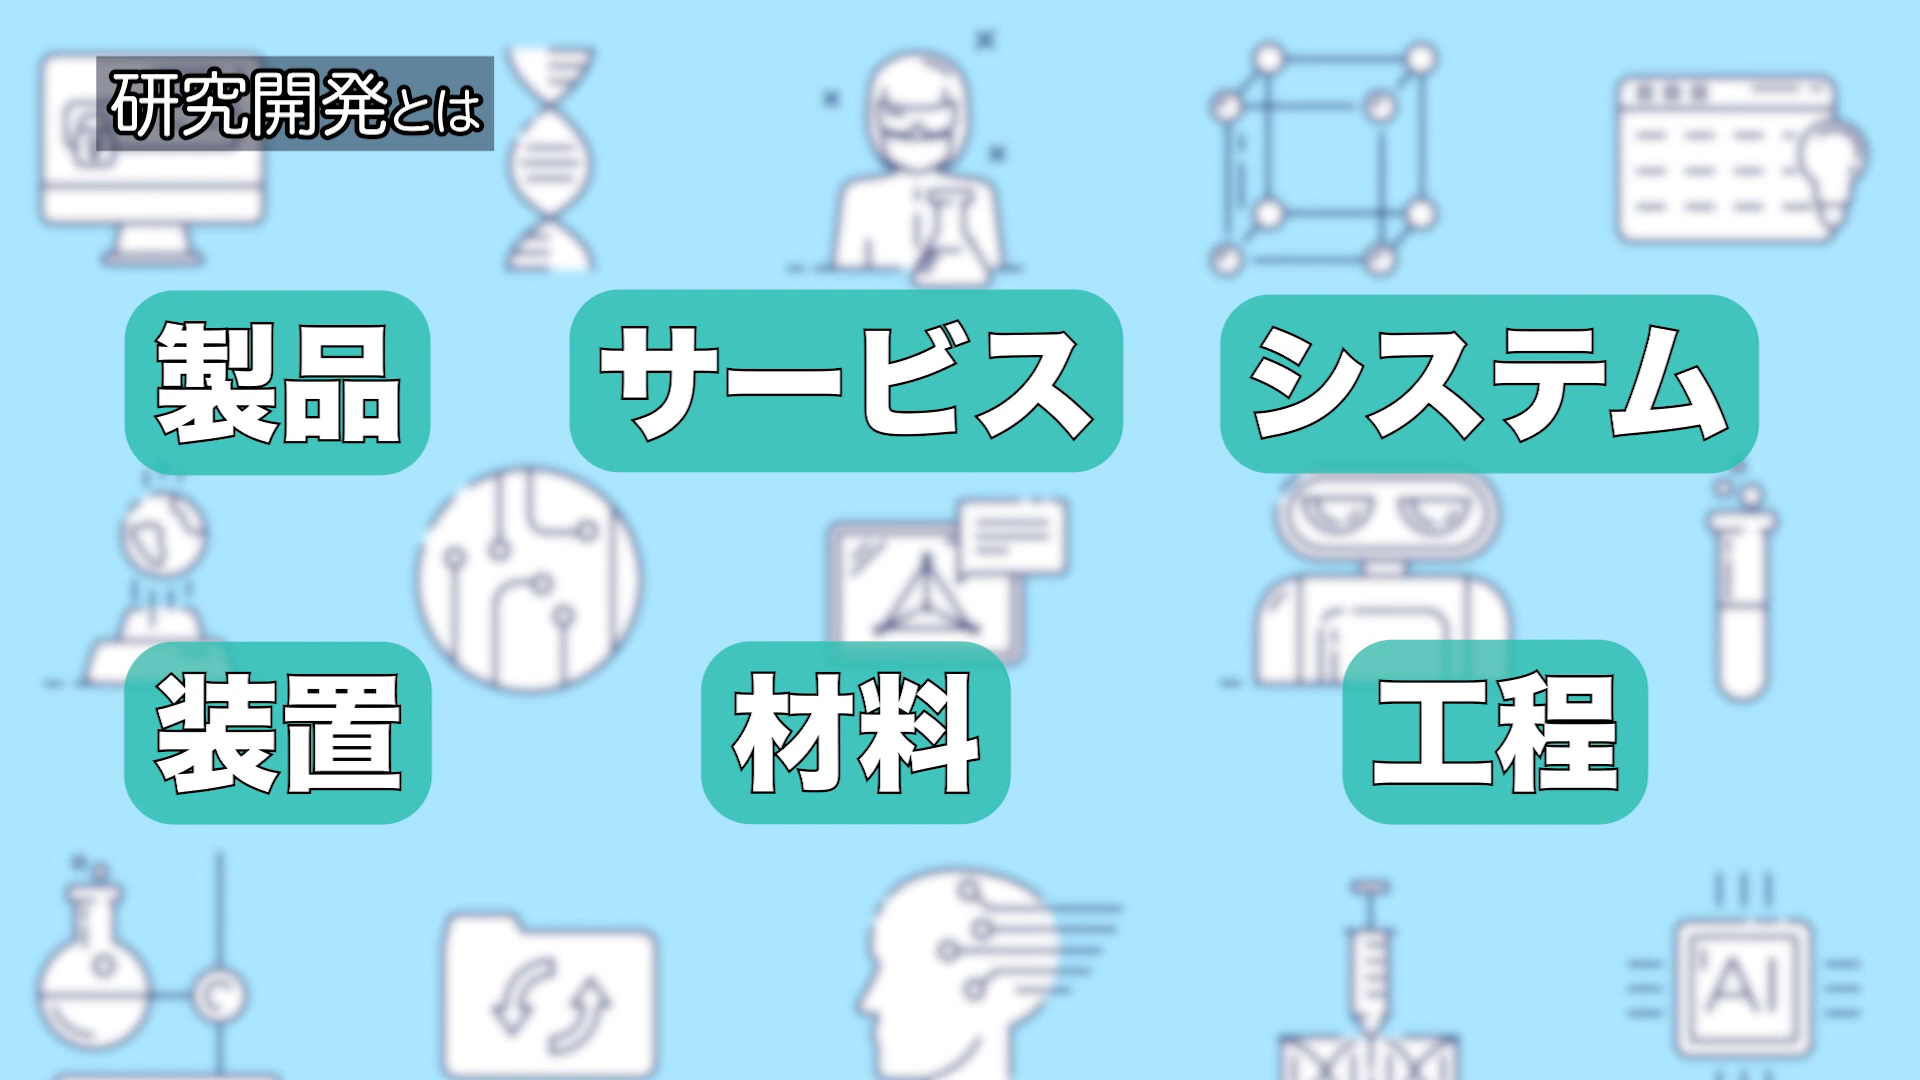 研究開発とは
製品
サービス
システム
装置
材料
工程
AI